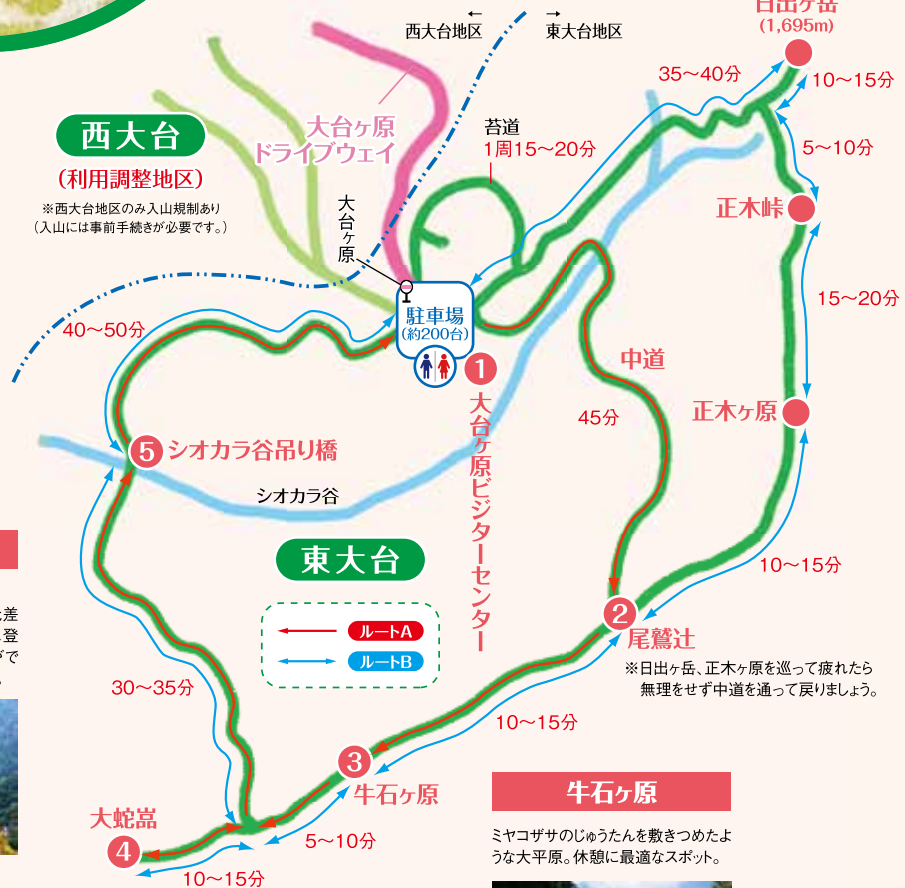 日出ヶ岳
(1,695m)
←
西大台地区
→
東大台地区
35〜40分
10〜15分
大台ヶ原
ドライブウェイ
苔道
1周15〜20分
5〜10分
西大台
(利用調整地区)
※西大台地区のみ入山規制あり
(入山には事前手続きが必要です。)
正木峠
大台ヶ原
15〜20分
駐車場
(約200台)
40〜50分
1
大台ヶ原ビジターセンター
中道
45分
正木ヶ原
5 シオカラ谷吊り橋
シオカラ谷
東大台
10〜15分
ルートA
ルートB
2
尾鷲辻
※日出ヶ岳、正木ヶ原を巡って疲れたら
無理をせず中道を通って戻りましょう。
差
登
で
30〜35分
10〜15分
3
牛石ヶ原
大蛇嵓
4
5〜10分
10〜15分
牛石ヶ原
ミヤコザサのじゅうたんを敷きつめたよ
うな大平原。休憩に最適なスポット。